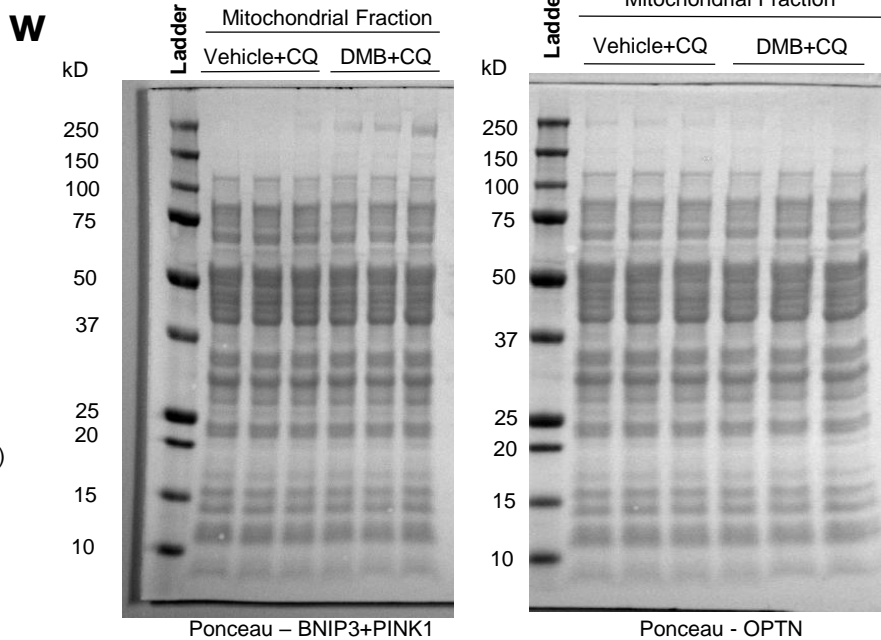 W
Ladder
Mitochondrial Fraction
Vehicle+CQ DMB+CQ
kD
250
150
100
75
50
37
25
20
15
10
Ponceau – BNIP3+PINK1
)
Ladder
Mitochondrial Fraction
Vehicle+CQ DMB+CQ
kD
250
150
100
75
50
37
25
20
15
10
Ponceau - OPTN